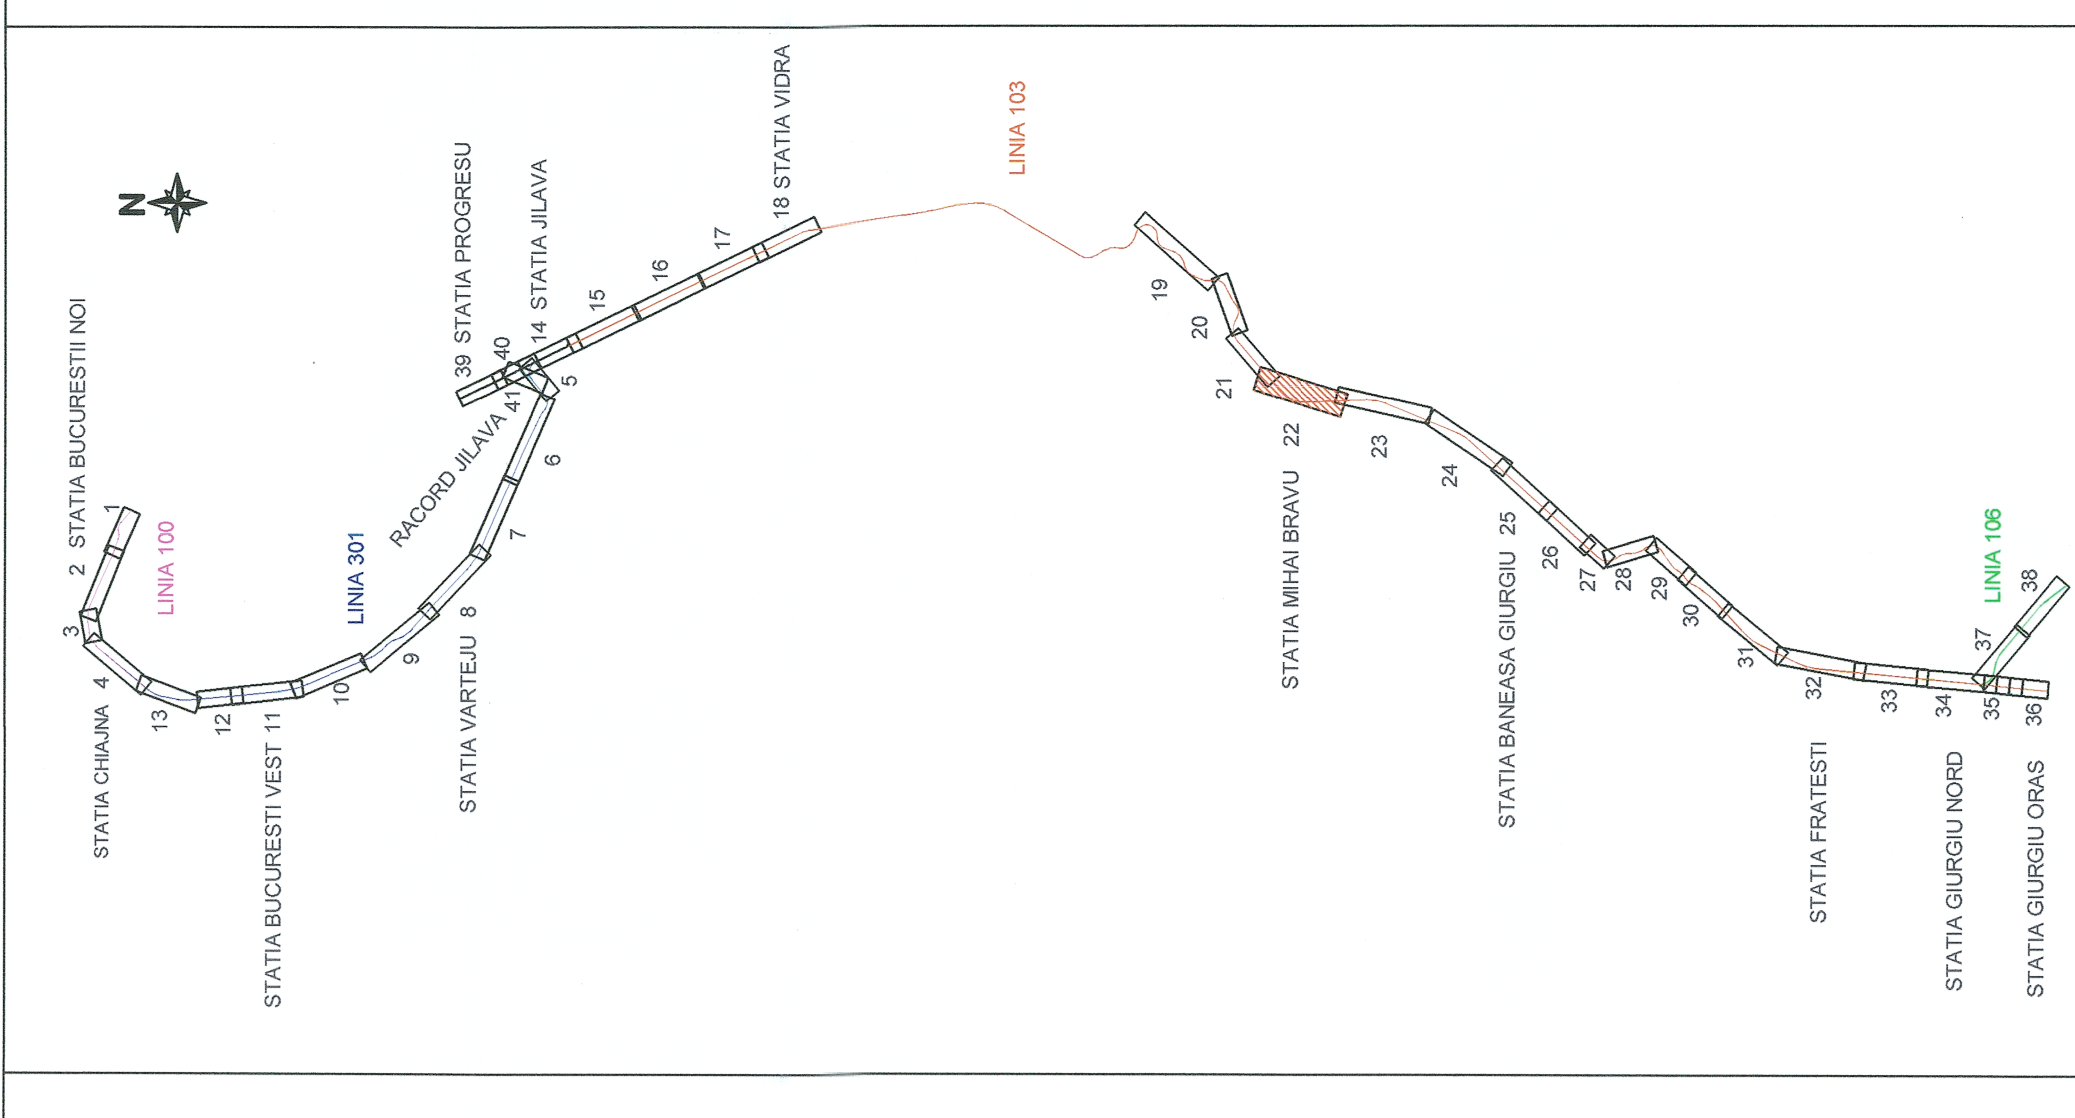 N
2 STATIA BUCURESTII NOI
1
LINIA 100
3
STATIA CHIAJNA 4
13
12
STATIA BUCURESTI VEST 11
10
LINIA 301
9
STATIA VARTEJU 8
7
6
RACORD JILAVA
5
41
40
39 STATIA PROGRESU
14 STATIA JILAVA
15
16
17
18 STATIA VIDRA
LINIA 103
19
20
21
STATIA MIHAI BRAVU 22
23
24
STATIA BANEASA GIURGIU 25
26
27
28
29
30
31
32
STATIA FRATESTI
33
34
STATIA GIURGIU NORD
35
36
STATIA GIURGIU ORAS
37
38
LINIA 106